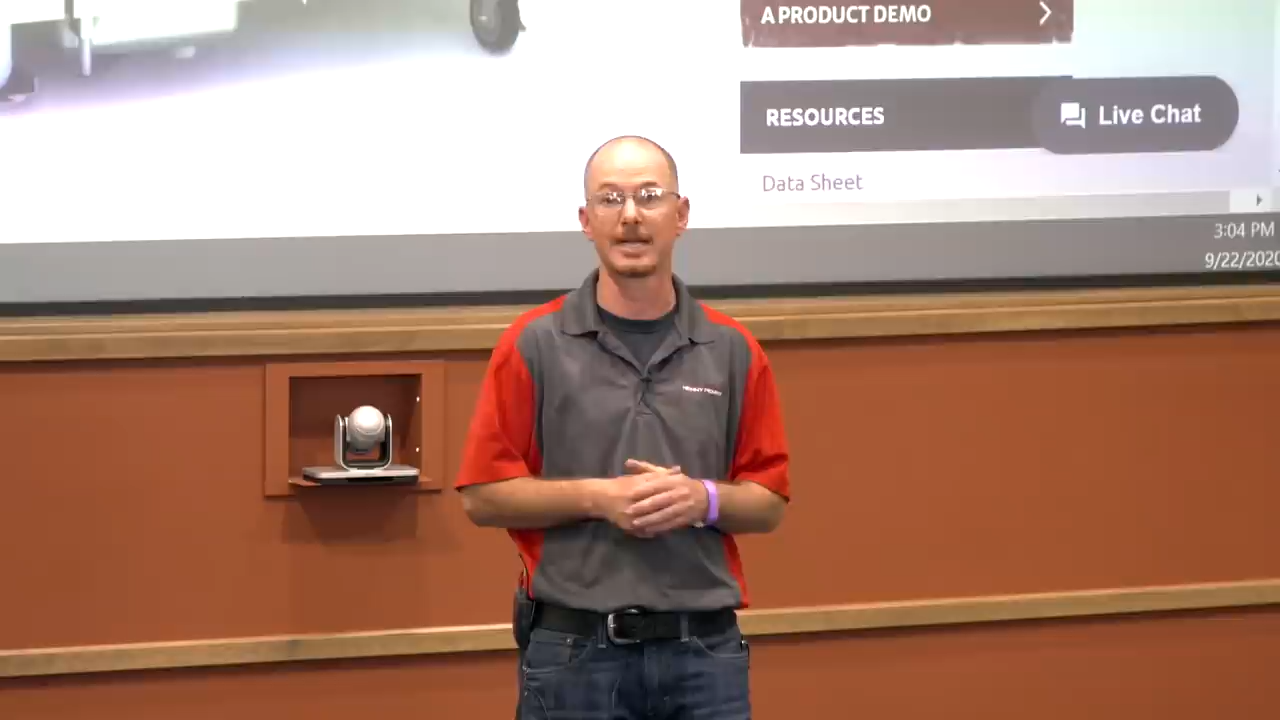 A PRODUCT DEMO
RESOURCES
Live Chat
Data Sheet
3:04 PM
9/22/2020